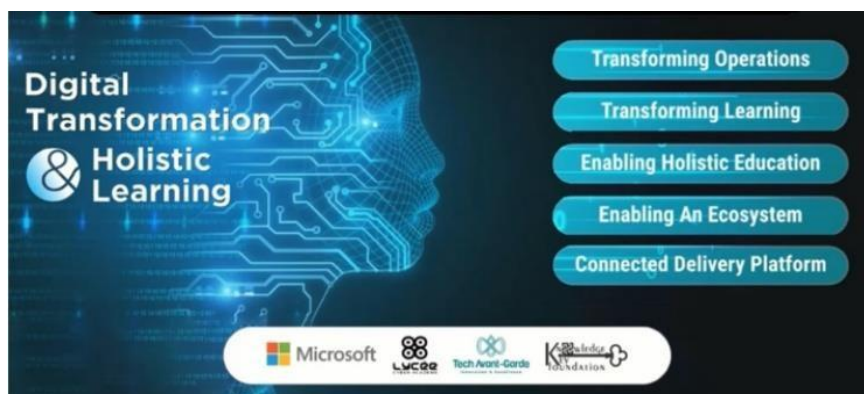 Digital
Transformation
& Holistic
Learning
Transforming Operations
Transforming Learning
Enabling Holistic Education
Enabling An Ecosystem
Connected Delivery Platform
Microsoft
LYCEE
Tech Avant-Garde
Knowledge
KEY
FOUNDATION